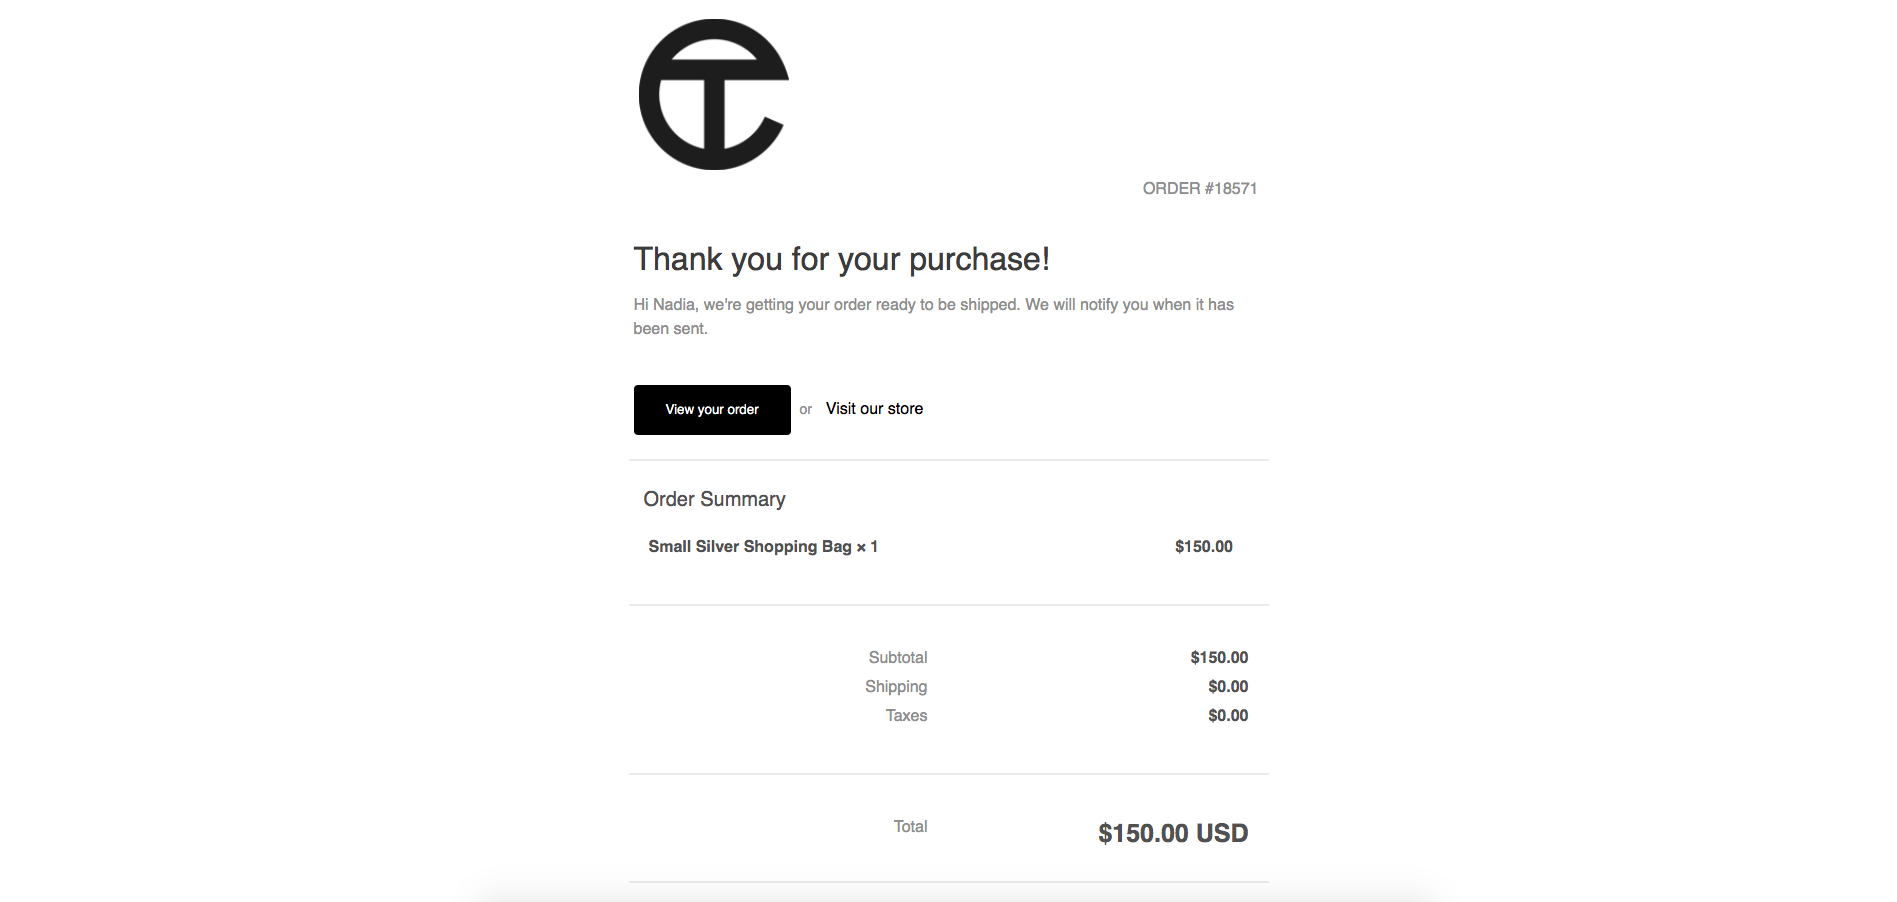 ORDER #18571
Thank you for your purchase!
Hi Nadia, we're getting your order ready to be shipped. We will notify you when it has
been sent.
View your order or Visit our store
Order Summary
Small Silver Shopping Bag × 1 $150.00
Subtotal $150.00
Shipping $0.00
Taxes $0.00
Total $150.00 USD